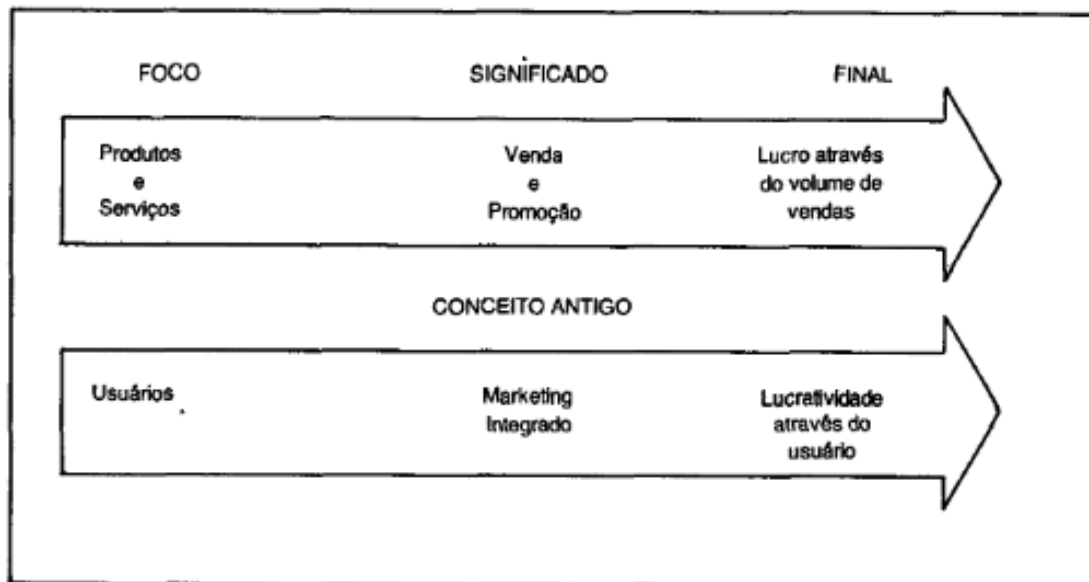 FOCO SIGNIFICADO FINAL
Produtos Venda Lucro através
e e do volume de
Serviços Promoção vendas
CONCEITO ANTIGO
Usuários Marketing Lucratividade
Integrado através do
usuário